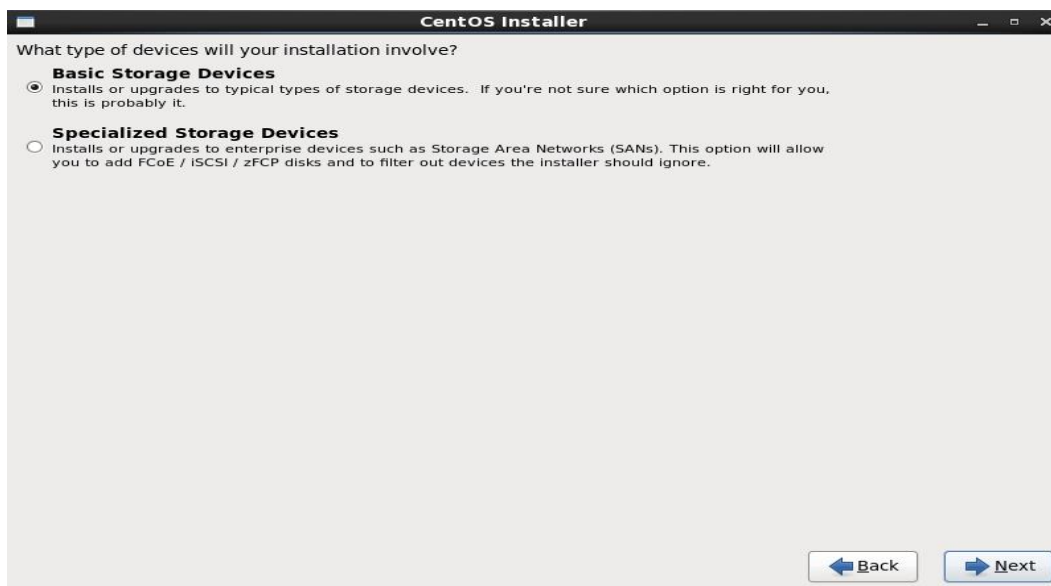 CentOS Installer
What type of devices will your installation involve?
Basic Storage Devices
Installs or upgrades to typical types of storage devices.  If you're not sure which option is right for you,
this is probably it.
Specialized Storage Devices
Installs or upgrades to enterprise devices such as Storage Area Networks (SANs). This option will allow
you to add FCoE / iSCSI / zFCP disks and to filter out devices the installer should ignore.
Back
Next